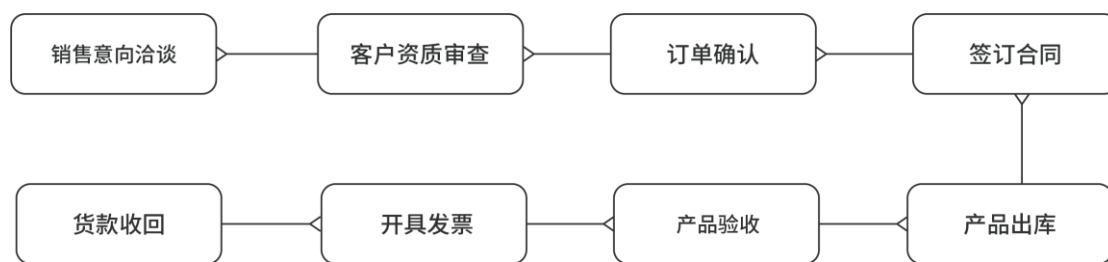 销售意向洽谈
客户资质审查
订单确认
签订合同
货款收回
开具发票
产品验收
产品出库